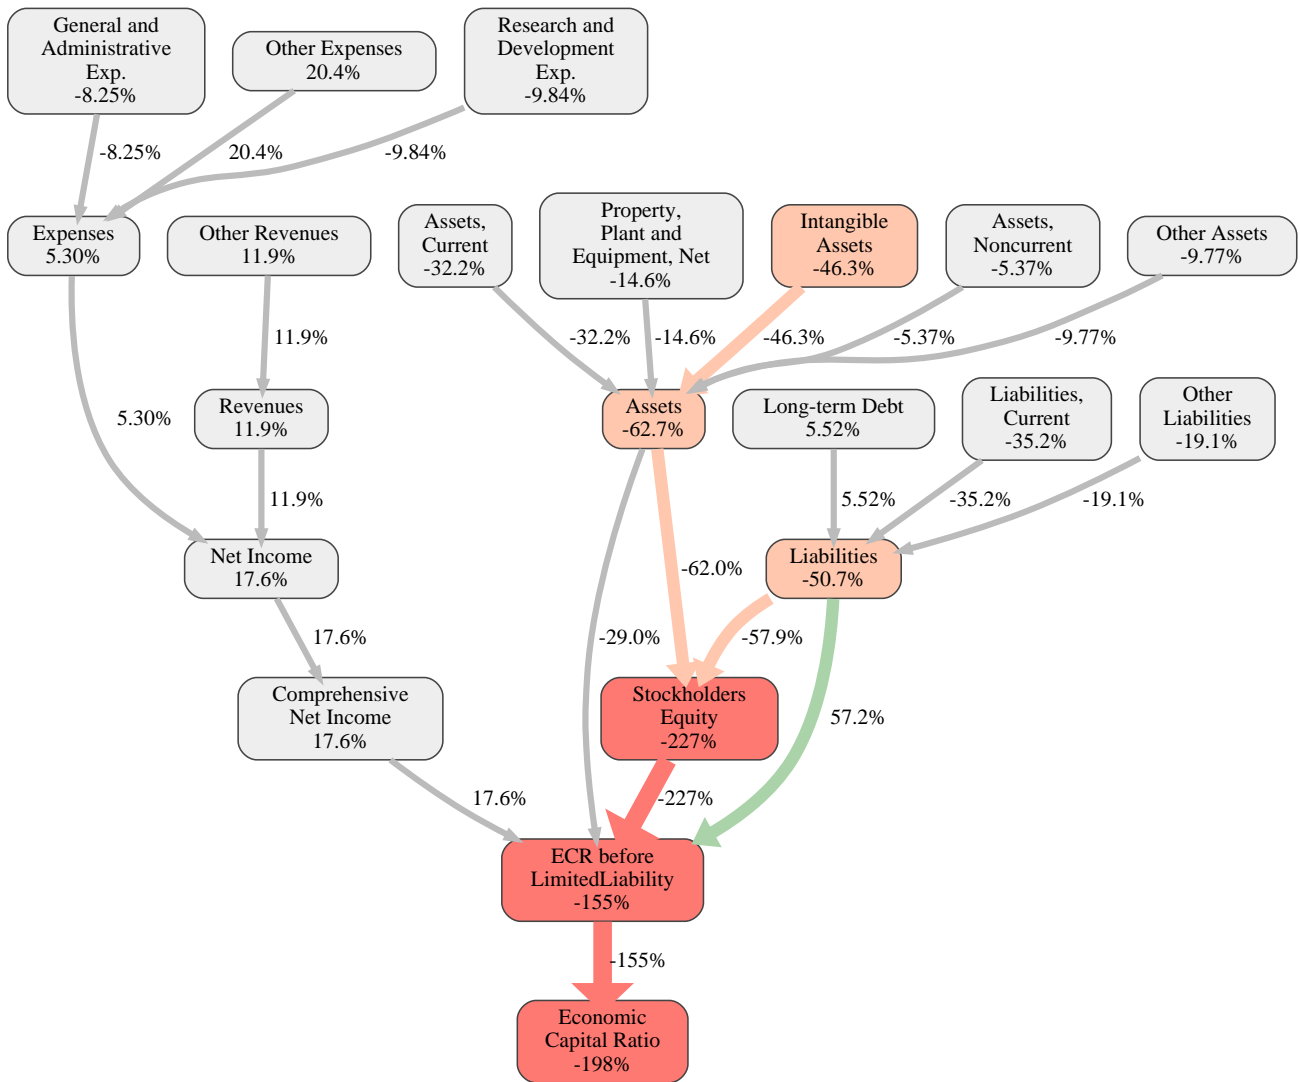 General and
Administrative
Exp.
-8.25%
Other Expenses
20.4%
Research and
Development
Exp.
-9.84%
-8.25%
20.4%
-9.84%
Expenses
5.30%
Other Revenues
11.9%
Assets,
Current
-32.2%
Property,
Plant and
Equipment, Net
-14.6%
Intangible
Assets
-46.3%
Assets,
Noncurrent
-5.37%
Other Assets
-9.77%
11.9%
-32.2%
-14.6%
-46.3%
-5.37%
-9.77%
5.30%
Revenues
11.9%
Assets
-62.7%
Long-term Debt
5.52%
Liabilities,
Current
-35.2%
Other
Liabilities
-19.1%
11.9%
5.52%
-35.2%
-19.1%
Net Income
17.6%
-62.0%
Liabilities
-50.7%
17.6%
-29.0%
-57.9%
Comprehensive
Net Income
17.6%
Stockholders
Equity
-227%
57.2%
17.6%
-227%
ECR before
LimitedLiability
-155%
-155%
Economic
Capital Ratio
-198%